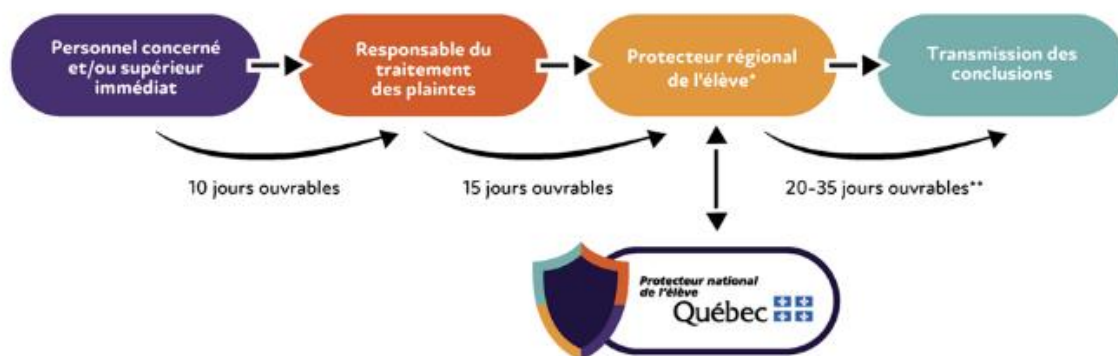 Personnel concerné
et/ou supérieur
immédiat
Responsable du
traitement
des plaintes
Protecteur régional
de l'élève*
Transmission des
conclusions
10 jours ouvrables
15 jours ouvrables
20-35 jours ouvrables**
Protecteur national
de l'élève
Québec